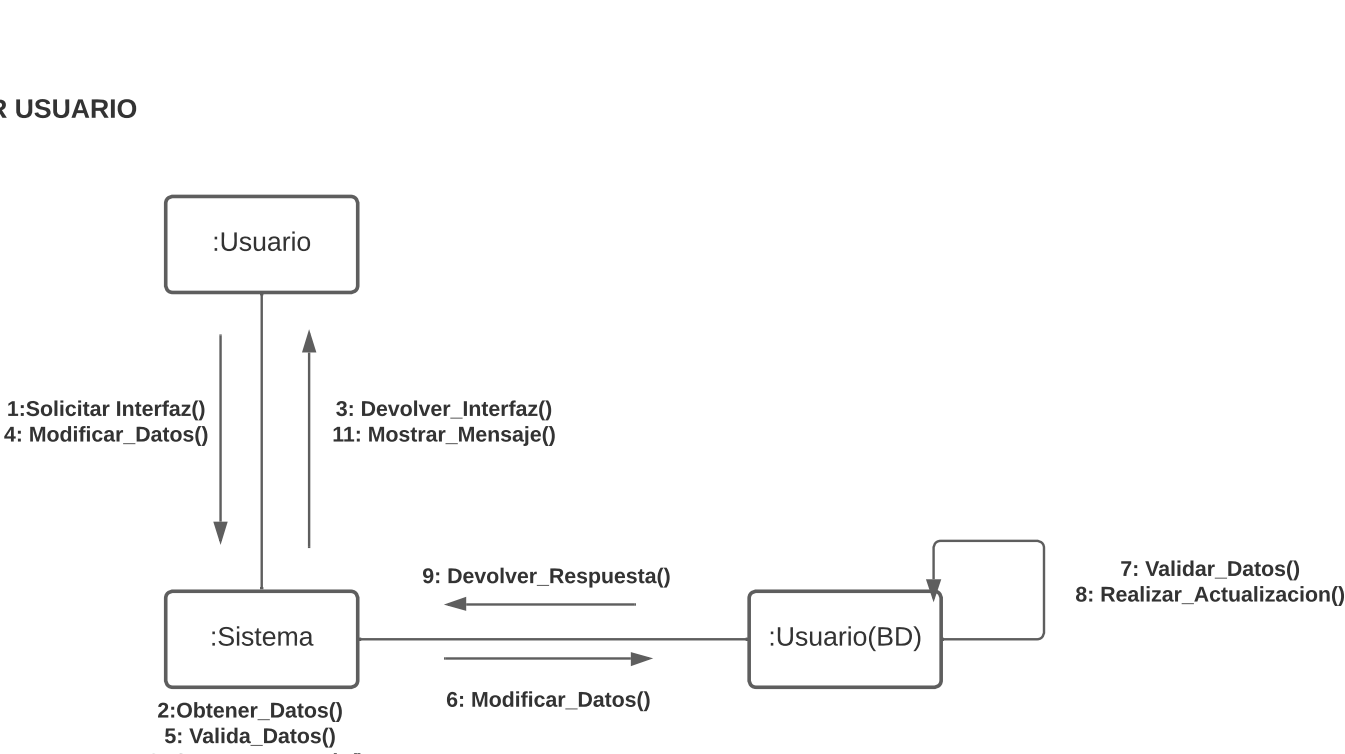 USUARIO
:Usuario
1:Solicitar Interfaz()
4: Modificar_Datos()
3: Devolver_Interfaz()
11: Mostrar_Mensaje()
9: Devolver_Respuesta()
7: Validar_Datos()
8: Realizar_Actualizacion()
:Sistema
:Usuario(BD)
6: Modificar_Datos()
2:Obtener_Datos()
5: Valida_Datos()